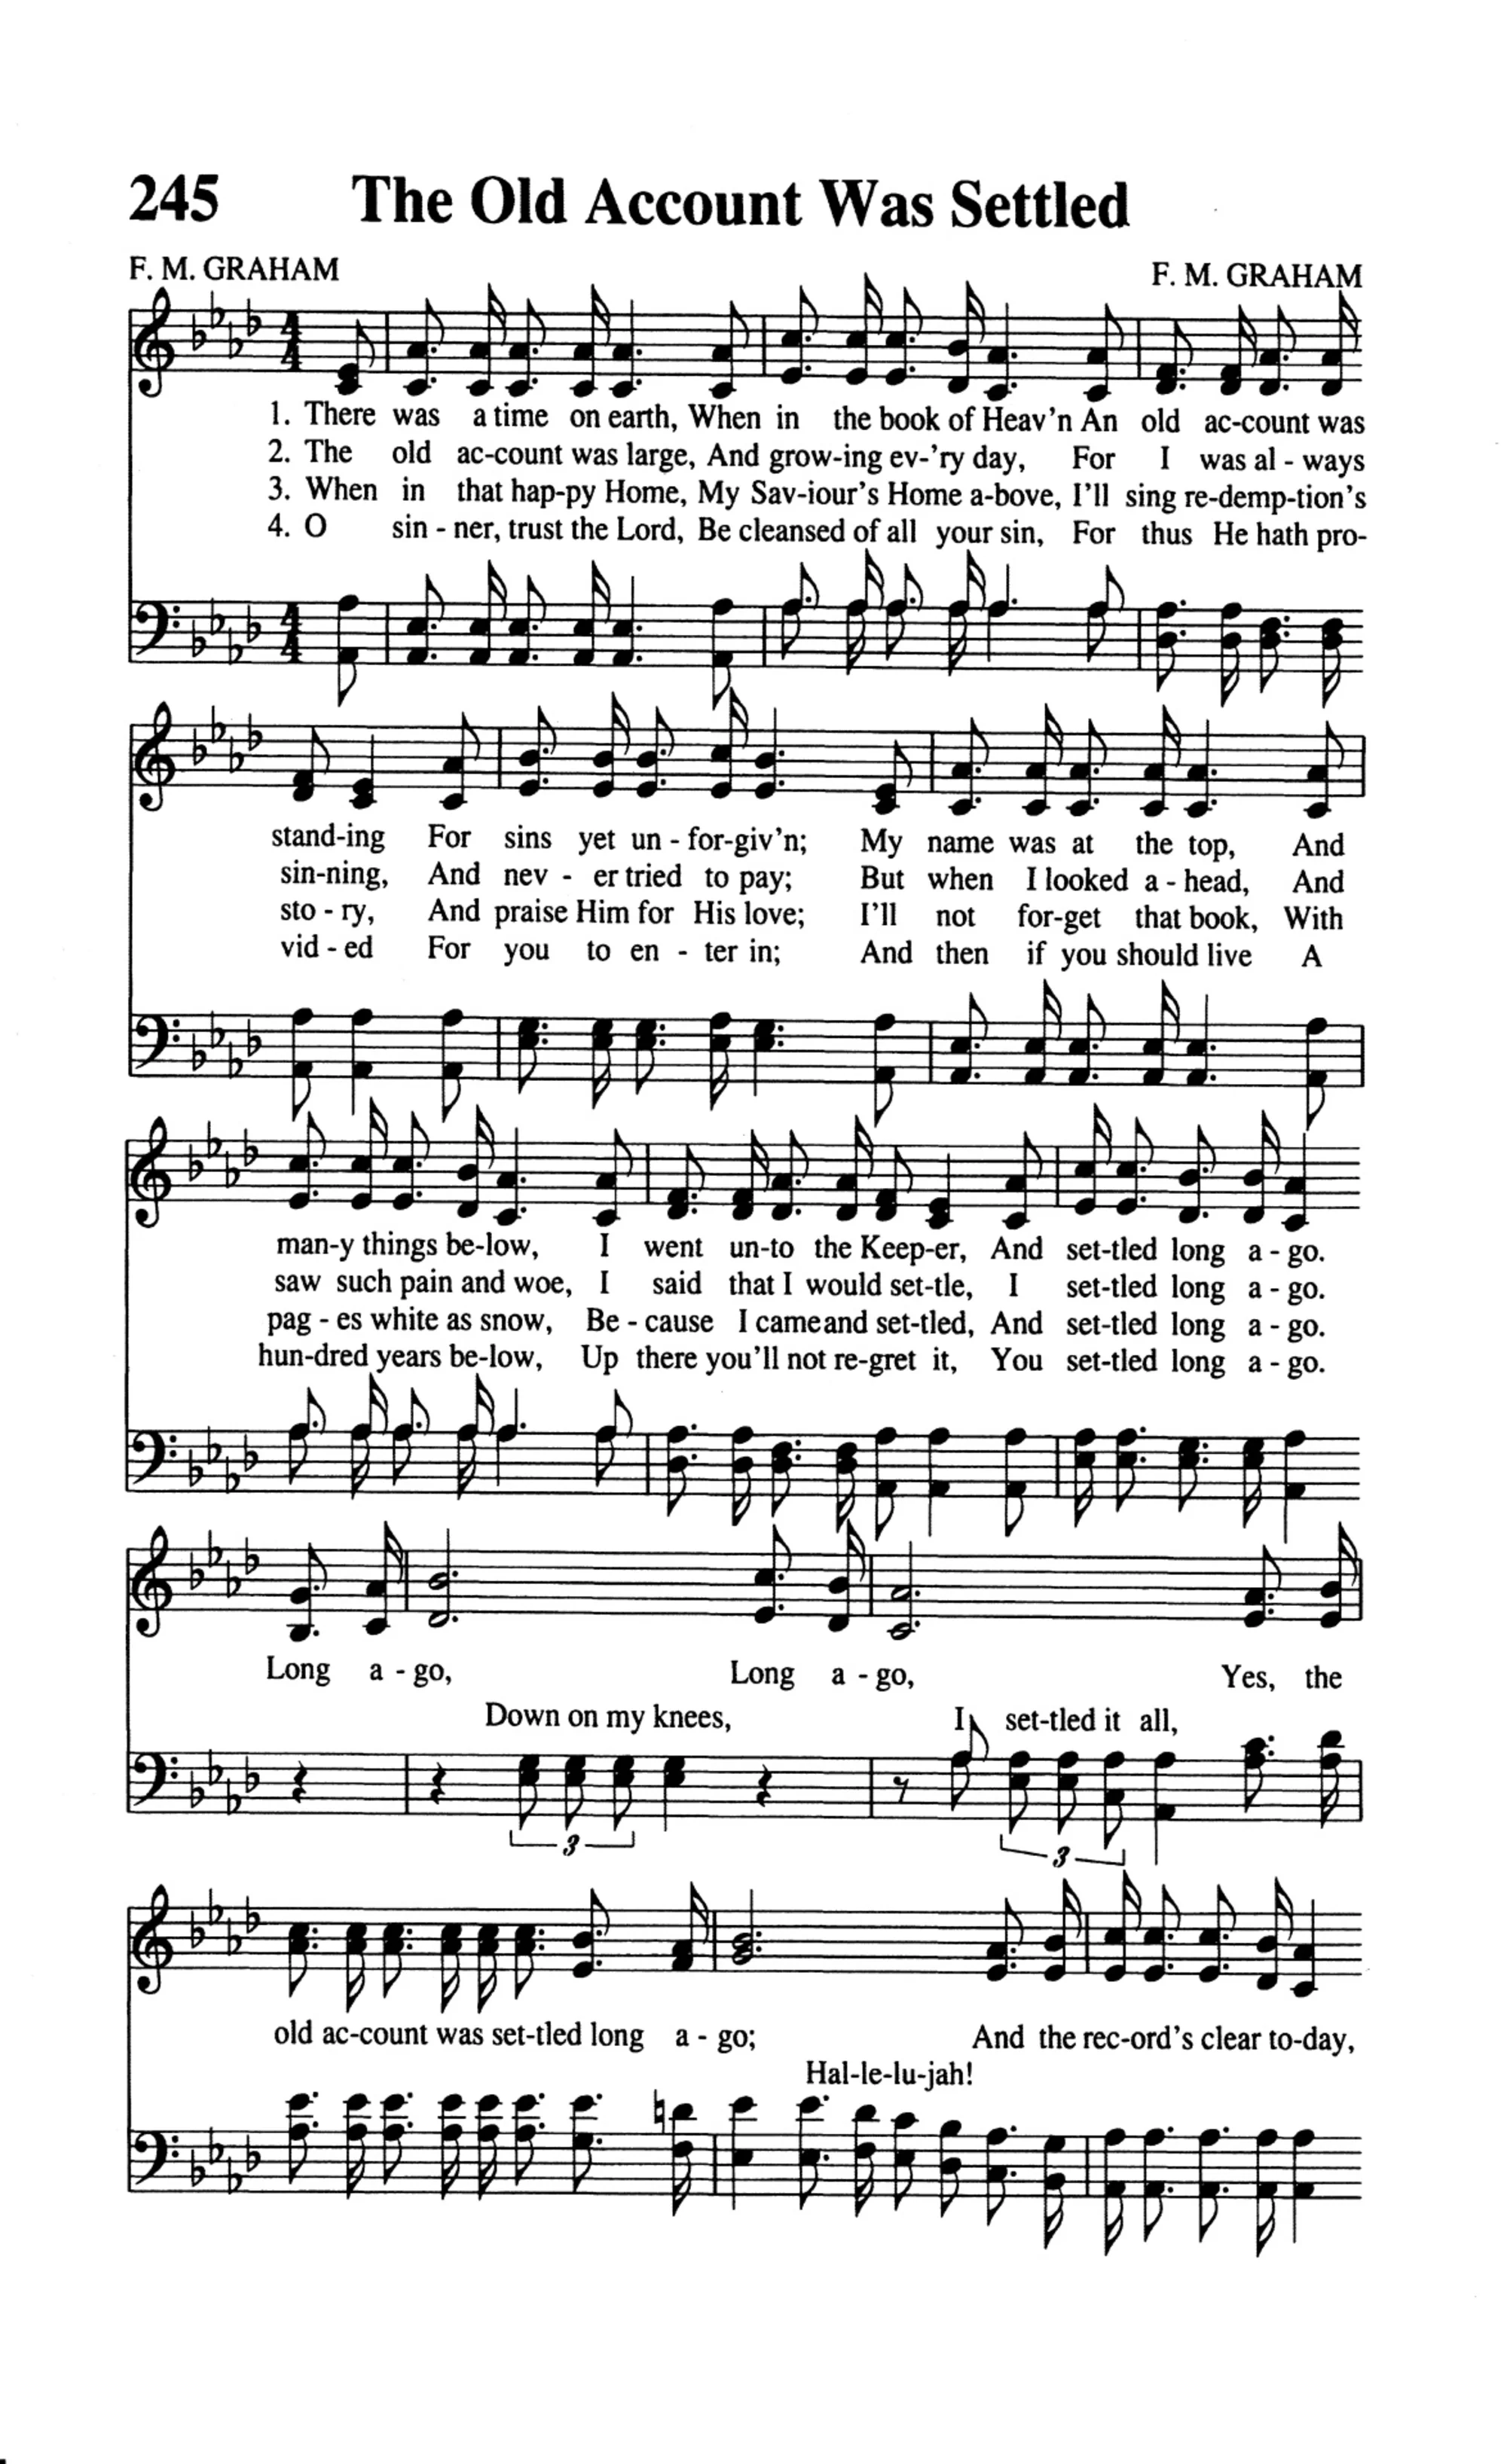 245 The Old Account Was Settled
F. M. GRAHAM F. M. GRAHAM
1. There was a time on earth, When in the book of Heav'n An old ac-count was
2. The old ac-count was large, And grow-ing ev-'ry day, For I was al - ways
3. When in that hap-py Home, My Sav-iour's Home a-bove, I'll sing re-demp-tion's
4. O sin - ner, trust the Lord, Be cleansed of all your sin, For thus He hath pro-
stand-ing For sins yet un - for-giv'n; My name was at the top, And
sin-ning, And nev - er tried to pay; But when I looked a - head, And
sto - ry, And praise Him for His love; I'll not for-get that book, With
vid - ed For you to en - ter in; And then if you should live A
man-y things be-low, I went un-to the Keep-er, And set-tled long a - go.
saw such pain and woe, I said that I would set-tle, I set-tled long a - go.
pag - es white as snow, Be - cause I came and set-tled, And set-tled long a - go.
hun-dred years be-low, Up there you'll not re-gret it, You set-tled long a - go.
Long a - go, Long a - go, Yes, the
Down on my knees, I set-tled it all,
3 3
old ac-count was set-tled long a - go; And the rec-ord's clear to-day,
Hal-le-lu-jah!